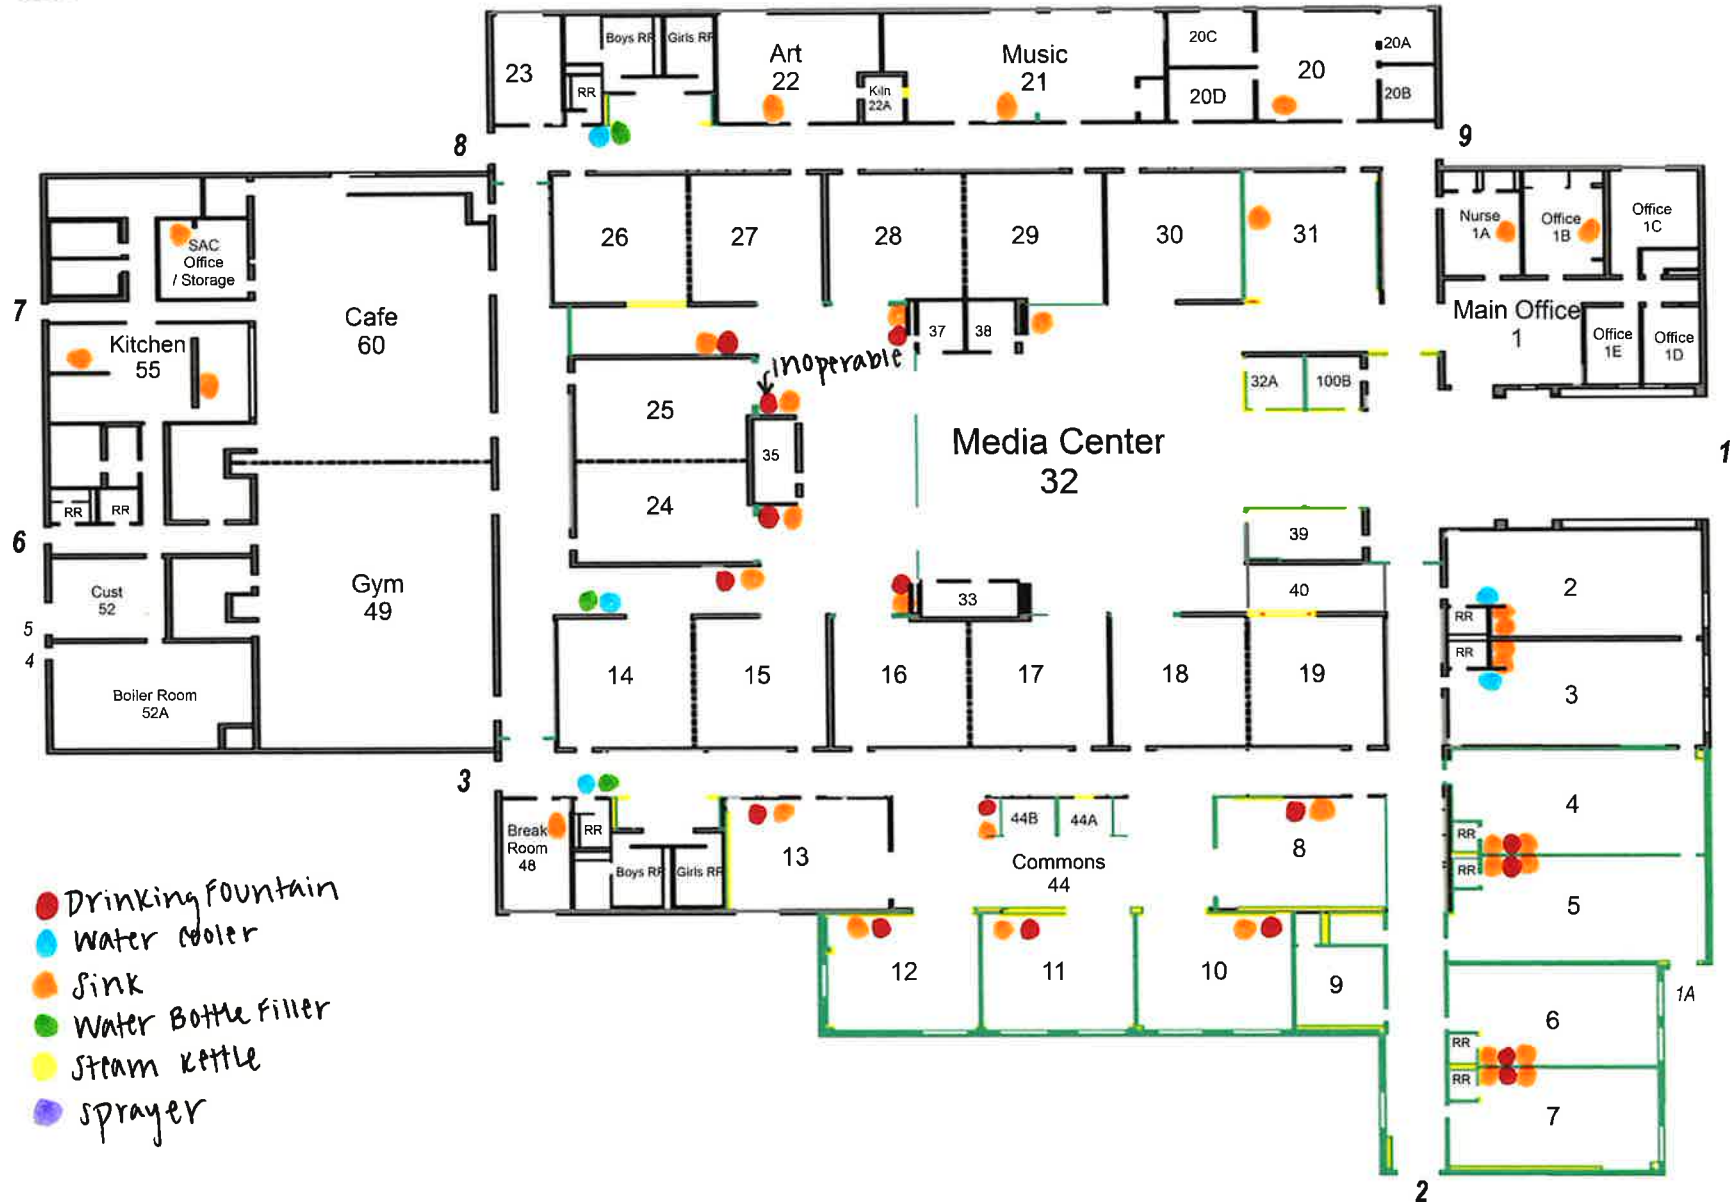 Boys RR
Girls RR
23
RR
Art
22
Kiln
22A
Music
21
20C
20D
20
20A
20B
8
9
26
27
28
29
30
31
Nurse
1A
Office
1B
Office
1C
Main Office
1
Office
1E
Office
1D
SAC
Office
/ Storage
7
Kitchen
55
Cafe
60
37
38
inoperable
32A
100B
25
35
24
Media Center
32
1
RR
RR
6
Cust
52
5
4
Gym
49
Boiler Room
52A
39
40
33
14
15
16
17
18
19
2
RR
RR
3
3
Break
Room
48
RR
Boys RR
Girls RR
13
44B
44A
Commons
44
8
4
RR
RR
5
12
11
10
9
1A
6
RR
RR
7
2
Drinking Fountain
Water cooler
Sink
Water Bottle Filler
Steam kettle
sprayer